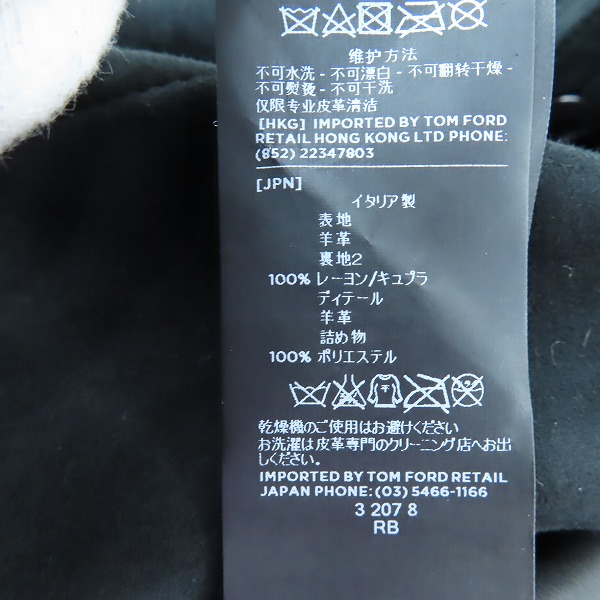 维护方法
不可水洗 - 不可漂白 - 不可翻转干燥 -
不可熨烫 - 不可干洗
仅限专业皮革清洁
[HKG] IMPORTED BY TOM FORD
RETAIL HONG KONG LTD PHONE:
(852) 22347803
[JPN]
イタリア製
表地
羊革
裏地2
100% レーヨン/キュプラ
ディテール
羊革
詰め物
100% ポリエステル
乾燥機のご使用はお避けください
お洗濯は皮革専門のクリーニング店へお出
しください。
IMPORTED BY TOM FORD RETAIL
JAPAN PHONE: (03) 5466-1166
3 207 8
RB